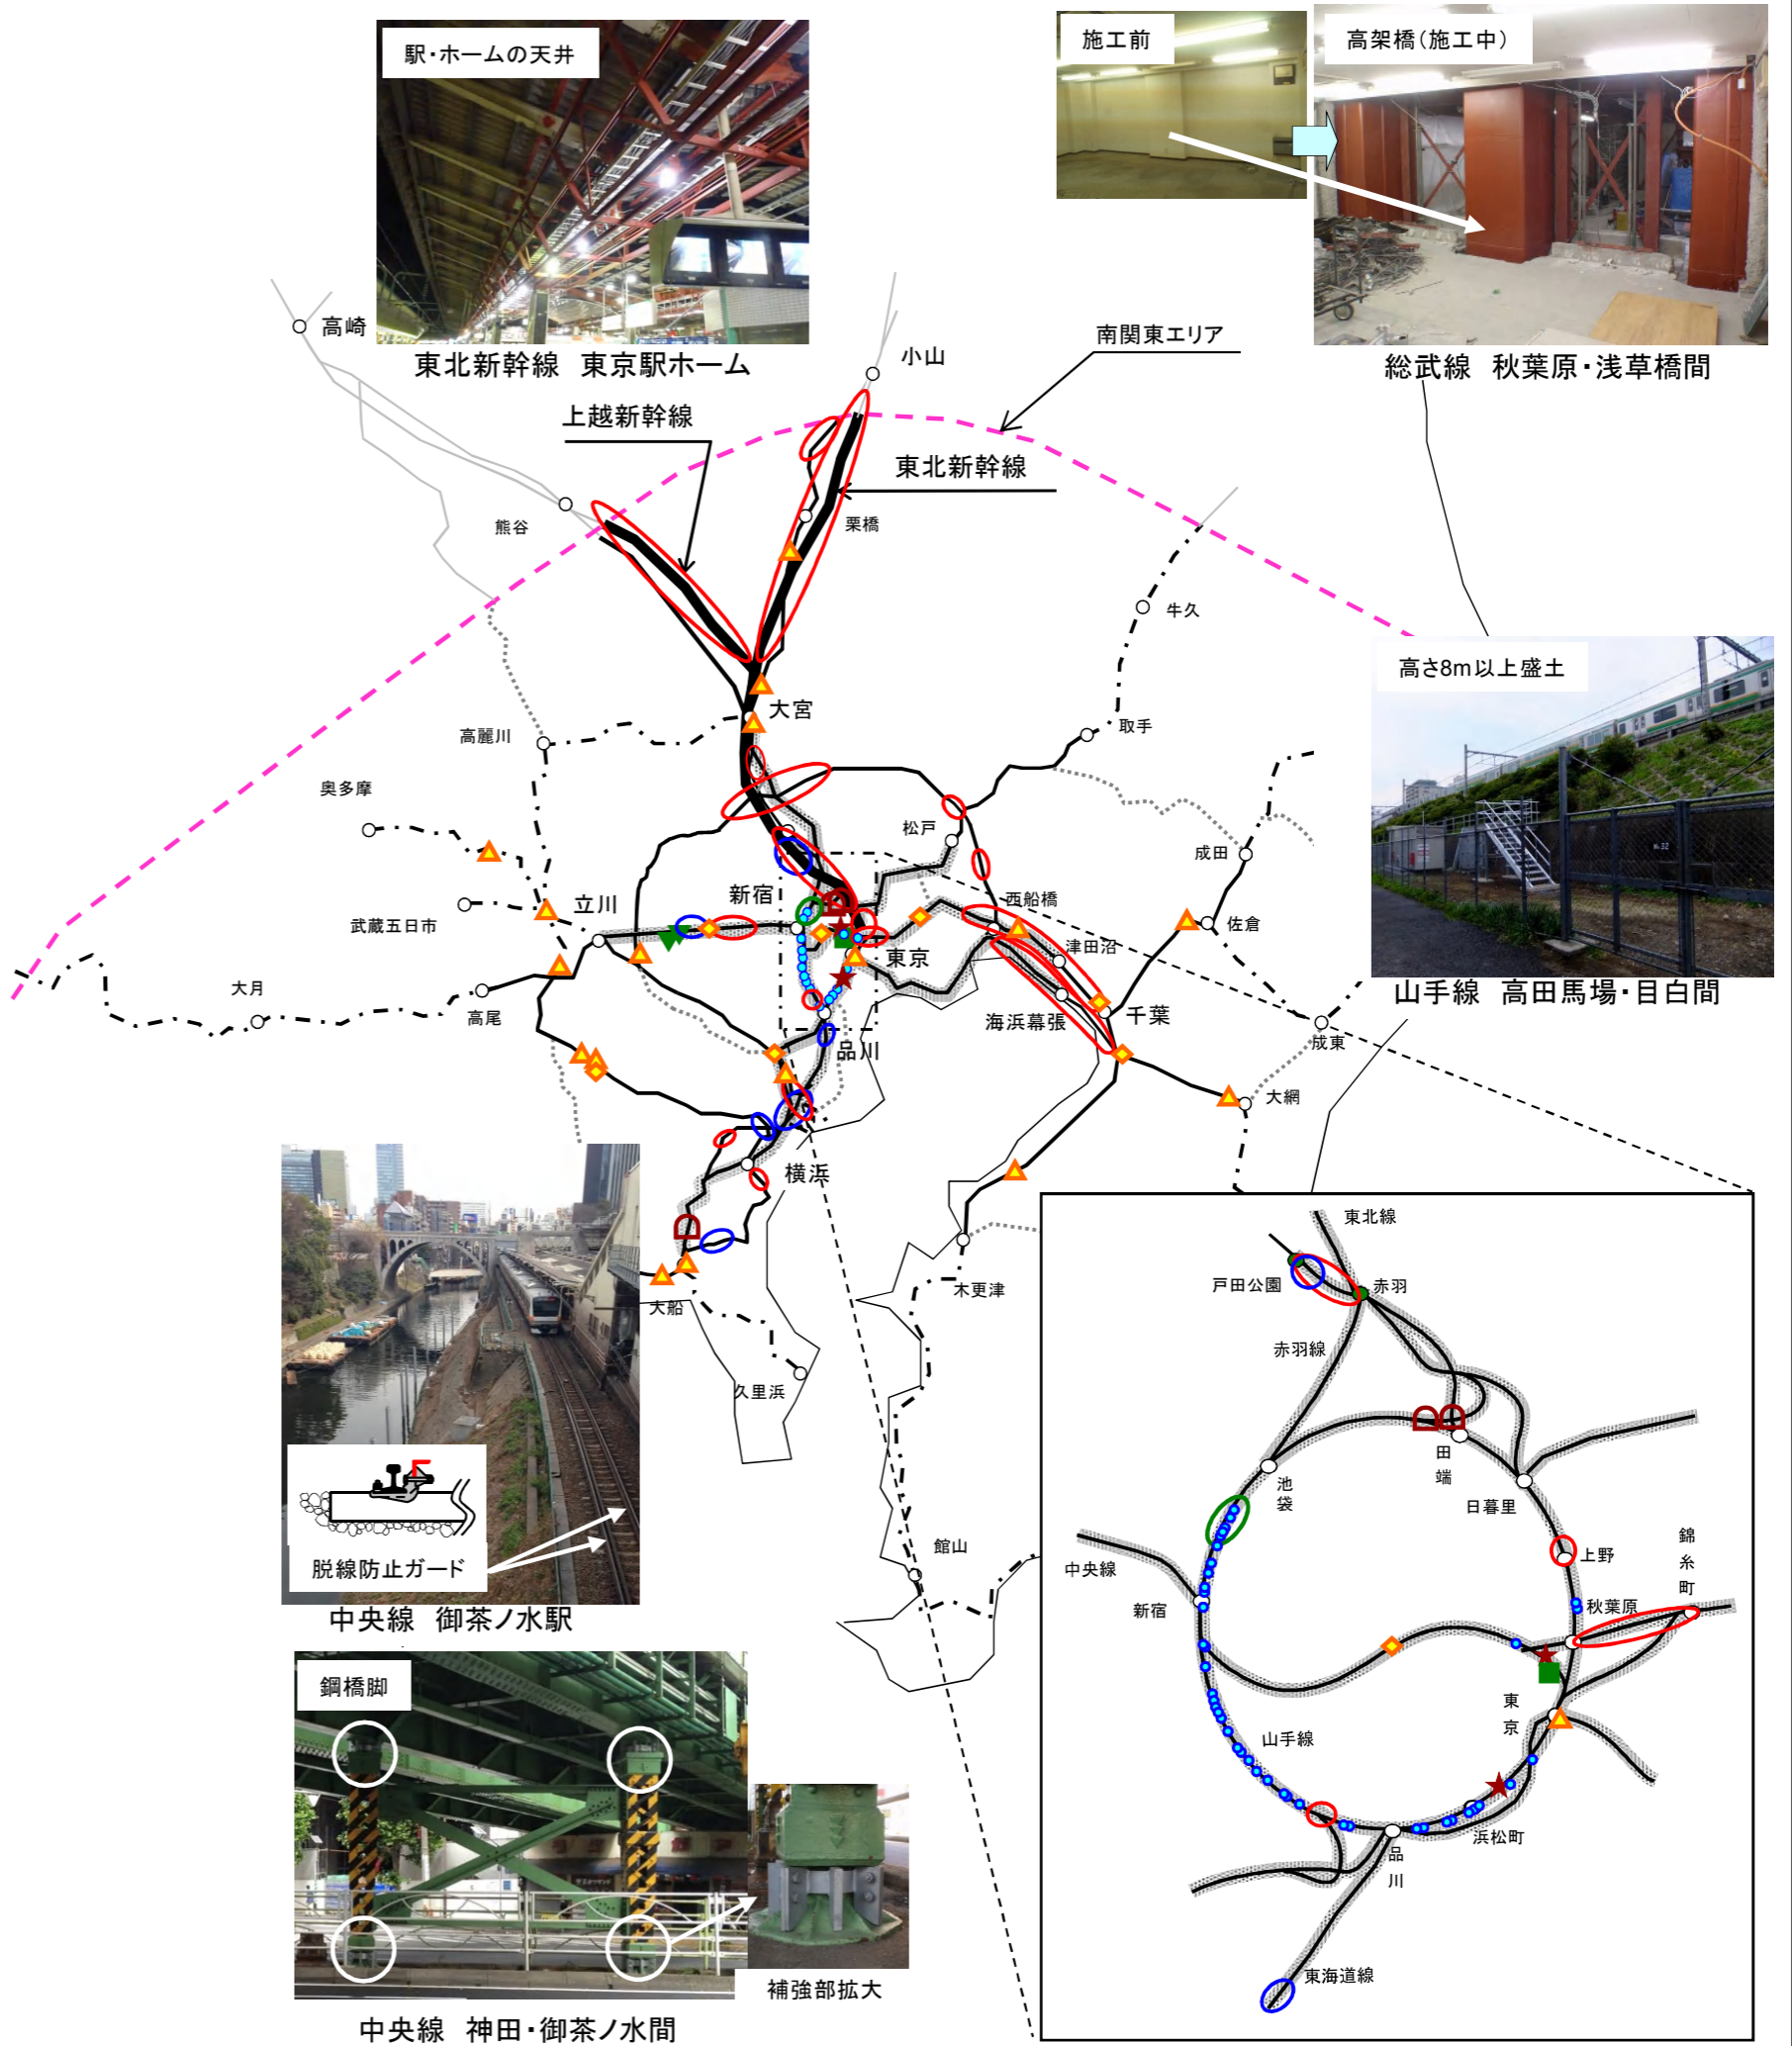 駅・ホームの天井
東北新幹線 東京駅ホーム
施工前
高架橋（施工中）
総武線 秋葉原・浅草橋間
高崎
小山
南関東エリア
上越新幹線
東北新幹線
熊谷
栗橋
牛久
高さ8m以上盛土
山手線 高田馬場・目白間
大宮
取手
高麗川
奥多摩
松戸
成田
新宿
西船橋
立川
武蔵五日市
佐倉
東京
津田沼
大月
高尾
海浜幕張
千葉
成東
品川
大網
横浜
木更津
大船
久里浜
館山
脱線防止ガード
中央線 御茶ノ水駅
鋼橋脚
補強部拡大
中央線 神田・御茶ノ水間
東北線
戸田公園
赤羽
赤羽線
田端
池袋
日暮里
錦糸町
上野
中央線
新宿
秋葉原
東京
山手線
浜松町
品川
東海道線